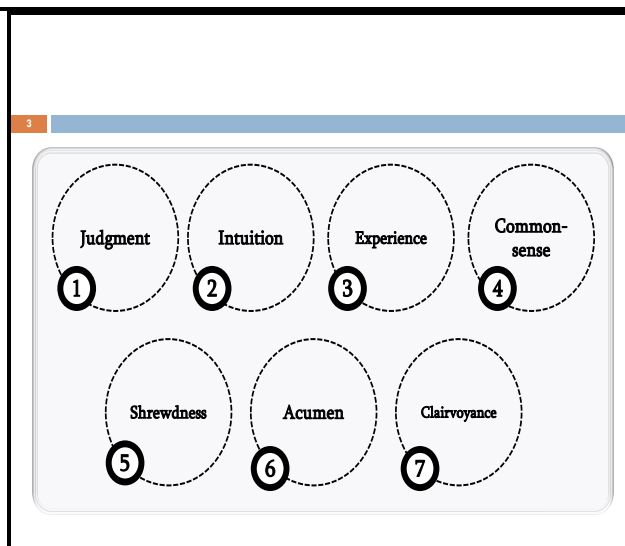 3
Judgment
1
Intuition
2
Experience
3
Common-
sense
4
Shrewdness
5
Acumen
6
Clairvoyance
7